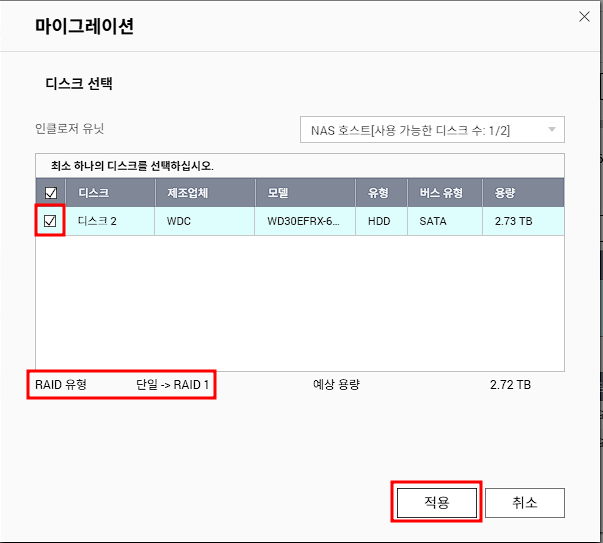 마이그레이션
디스크 선택
인클로저 유닛 NAS 호스트[사용 가능한 디스크 수: 1/2]
최소 하나의 디스크를 선택하십시오.
디스크 제조업체 모델 유형 버스 유형 용량
디스크 2 WDC WD30EFRX-6... HDD SATA 2.73 TB
RAID 유형 단일 -> RAID 1 예상 용량 2.72 TB
적용 취소